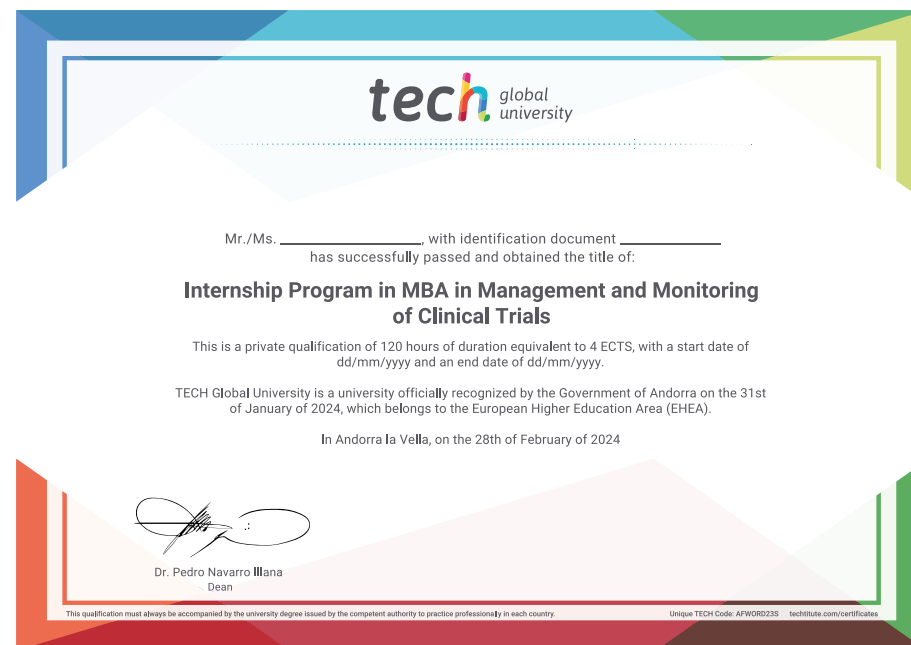 tech global
university
Mr./Ms. ____________________, with identification document ______________
has successfully passed and obtained the title of:
Internship Program in MBA in Management and Monitoring
of Clinical Trials
This is a private qualification of 120 hours of duration equivalent to 4 ECTS, with a start date of
dd/mm/yyyy and an end date of dd/mm/yyyy.
TECH Global University is a university officially recognized by the Government of Andorra on the 31st
of January of 2024, which belongs to the European Higher Education Area (EHEA).
In Andorra la Vella, on the 28th of February of 2024
Dr. Pedro Navarro Illana
Dean
This qualification must always be accompanied by the university degree issued by the competent authority to practice professionally in each country. Unique TECH Code: AFWORD23S techtitute.com/certificates